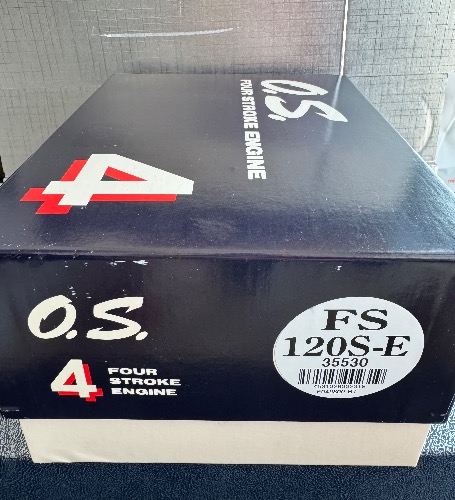 O.S.
FOUR STROKE ENGINE
4
O.S.
4
FOUR
STROKE
ENGINE
FS
120S-E
35530